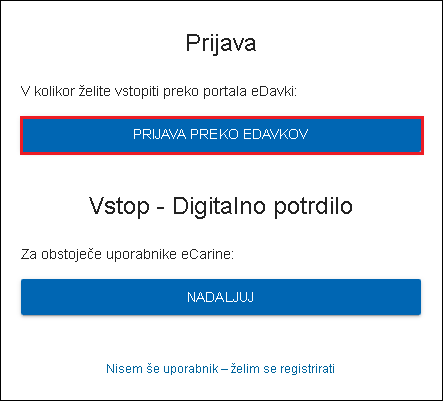 Prijava
V kolikor želite vstopiti preko portala eDavki:
PRIJAVA PREKO EDAVKOV
Vstop - Digitalno potrdilo
Za obstoječe uporabnike eCarine:
NADALJUJ
Nisem še uporabnik – želim se registrirati